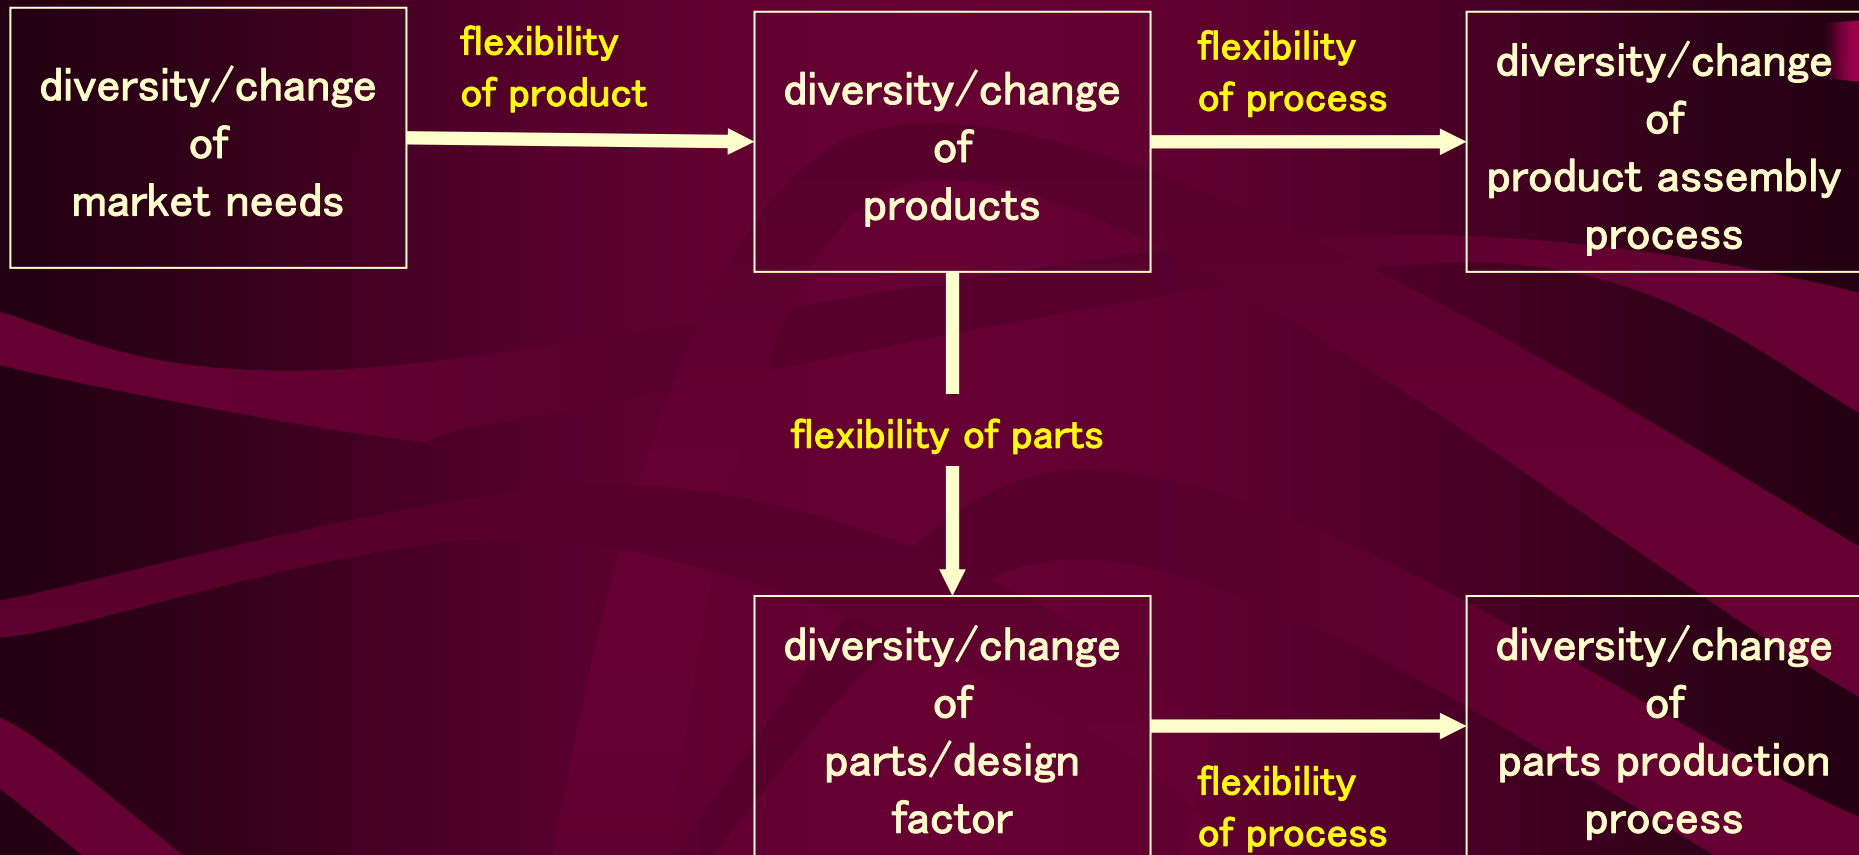 diversity/change
of
market needs
flexibility
of product
diversity/change
of
products
flexibility
of process
diversity/change
of
product assembly
process
flexibility of parts
diversity/change
of
parts/design
factor
flexibility
of process
diversity/change
of
parts production
process